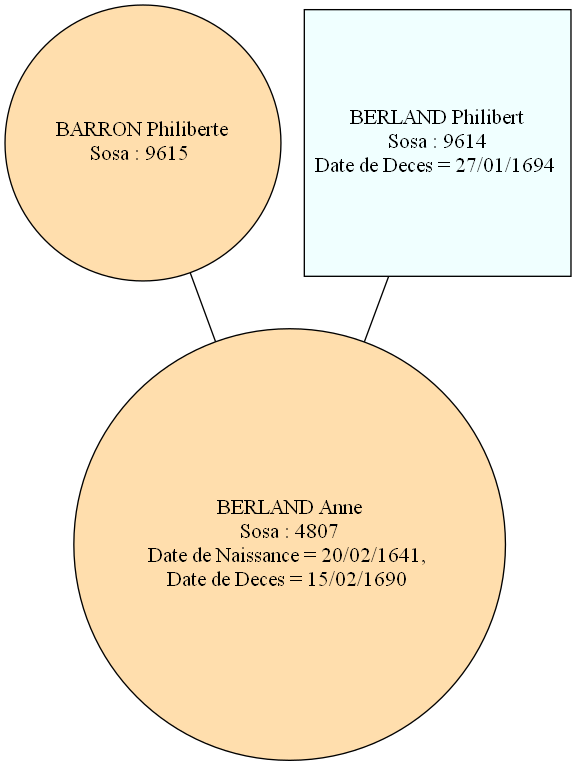 BARRON Philiberte
Sosa : 9615
BERLAND Philibert
Sosa : 9614
Date de Deces = 27/01/1694
BERLAND Anne
Sosa : 4807
Date de Naissance = 20/02/1641,
Date de Deces = 15/02/1690